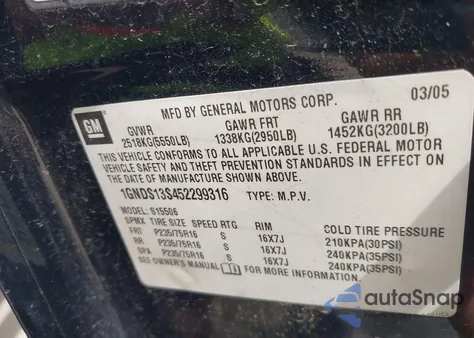 03/05
MFD BY GENERAL MOTORS CORP.
GM GVWR GAWR FRT GAWR RR
2518KG(5550LB) 1338KG(2950LB) 1452KG(3200LB)
THIS VEHICLE CONFORMS TO ALL APPLICABLE U.S. FEDERAL MOTOR
VEHICLE SAFETY AND THEFT PREVENTION STANDARDS IN EFFECT ON
THE DATE OF MANUFACTURE SHOWN ABOVE.
1GNDS13S452299316 TYPE: M.P.V.
MODEL: S15506
SPMX TIRE SIZE SPEED RTG RIM COLD TIRE PRESSURE
FRT P235/75R16 S 16X7J 210KPA(30PSI)
RR P235/75R16 S 16X7J 240KPA(35PSI)
SPA P235/75R16 S 16X7J 240KPA(35PSI)
SEE OWNER'S MANUAL FOR MORE INFORMATION.
autoSnap